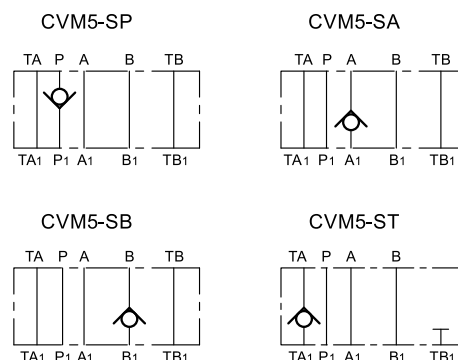 CVM5-SP
CVM5-SA
TA P A B TB
TA P A B TB
TA1 P1 A1 B1 TB1
TA1 P1 A1 B1 TB1
CVM5-SB
CVM5-ST
TA P A B TB
TA P A B
TA1 P1 A1 B1 TB1
TA1 P1 A1 B1 TB1